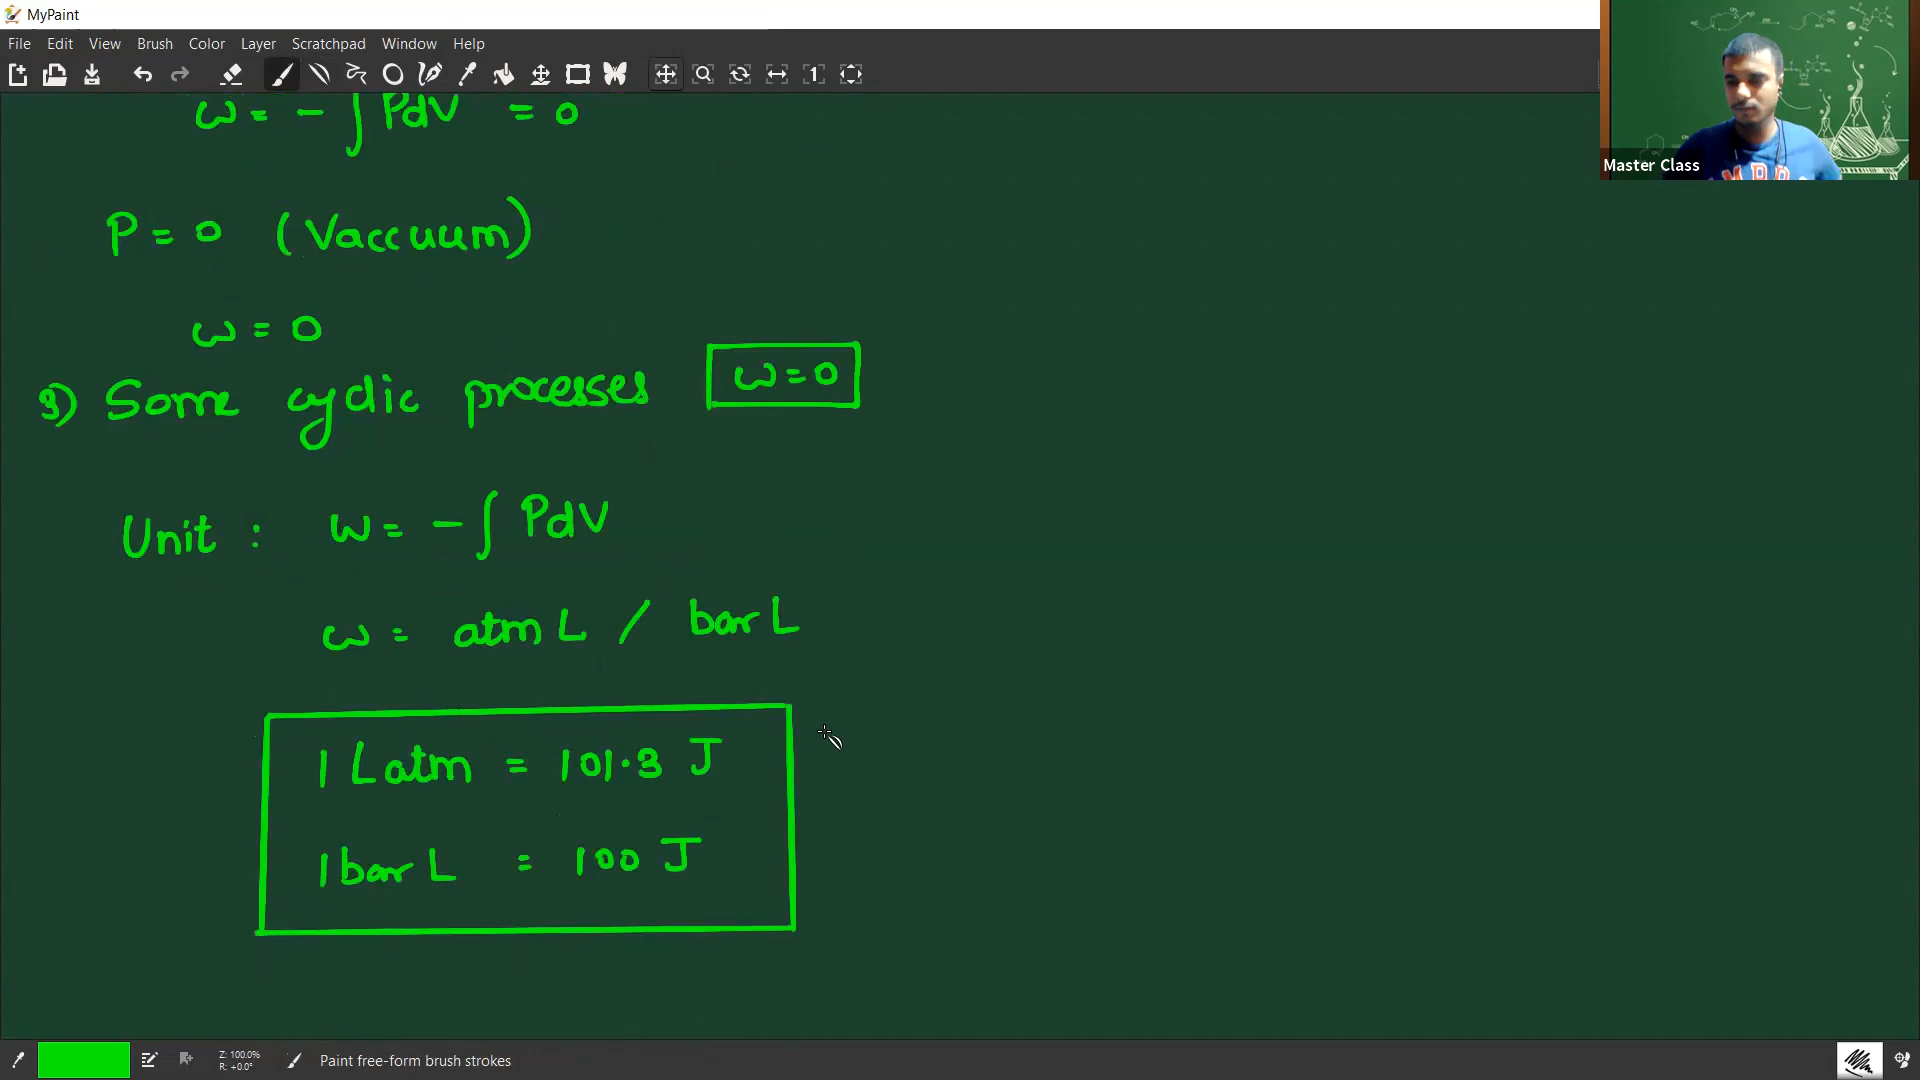 MyPaint
File Edit View Brush Color Layer Scratchpad Window Help
Master Class
ω = - ∫ PdV = 0
P = 0 (Vaccuum)
ω = 0
3) Some cyclic processes ω = 0
Unit : W = - ∫ PdV
ω = atm L / bar L
1 L atm = 101.3 J
1 bar L = 100 J
Z: 100.0%
R: +0.0°
Paint free-form brush strokes